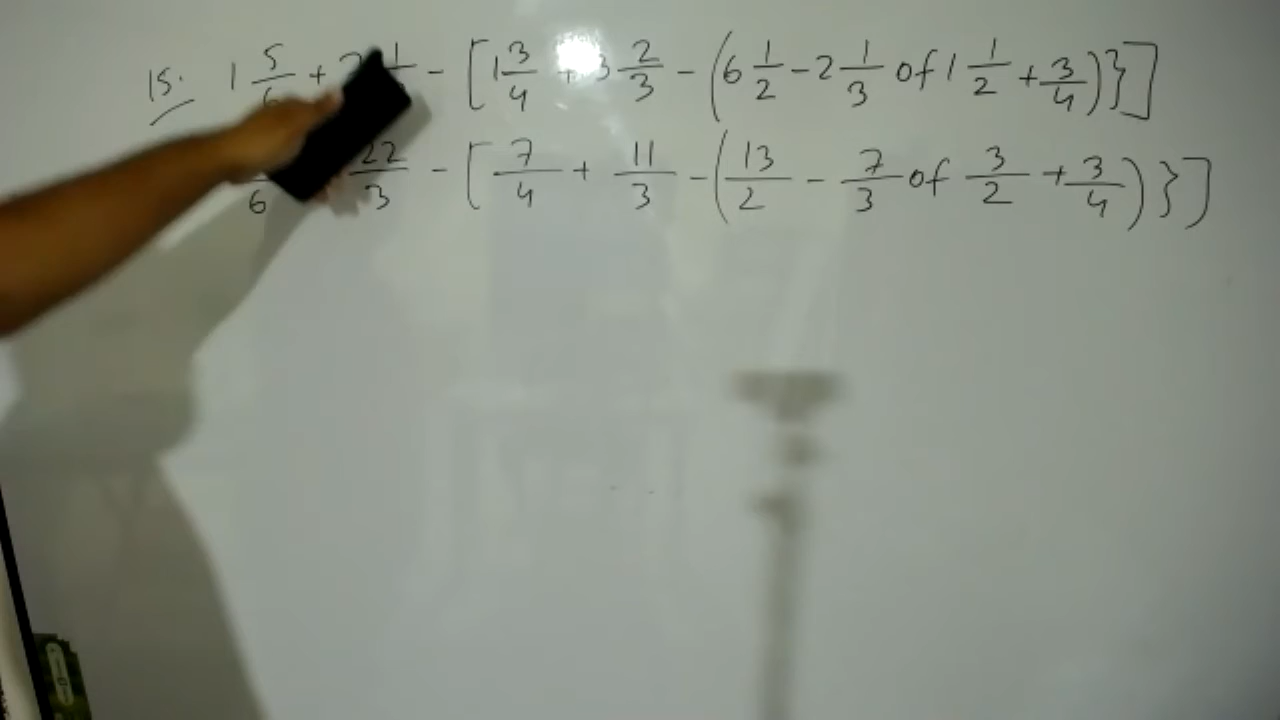 15. 1 5/6 + 1 - [1 3/4 + 3 2/3 - (6 1/2 - 2 1/3 of 1 1/2 + 3/4)}]
6 22/3 - [7/4 + 11/3 - (13/2 - 7/3 of 3/2 + 3/4)}]